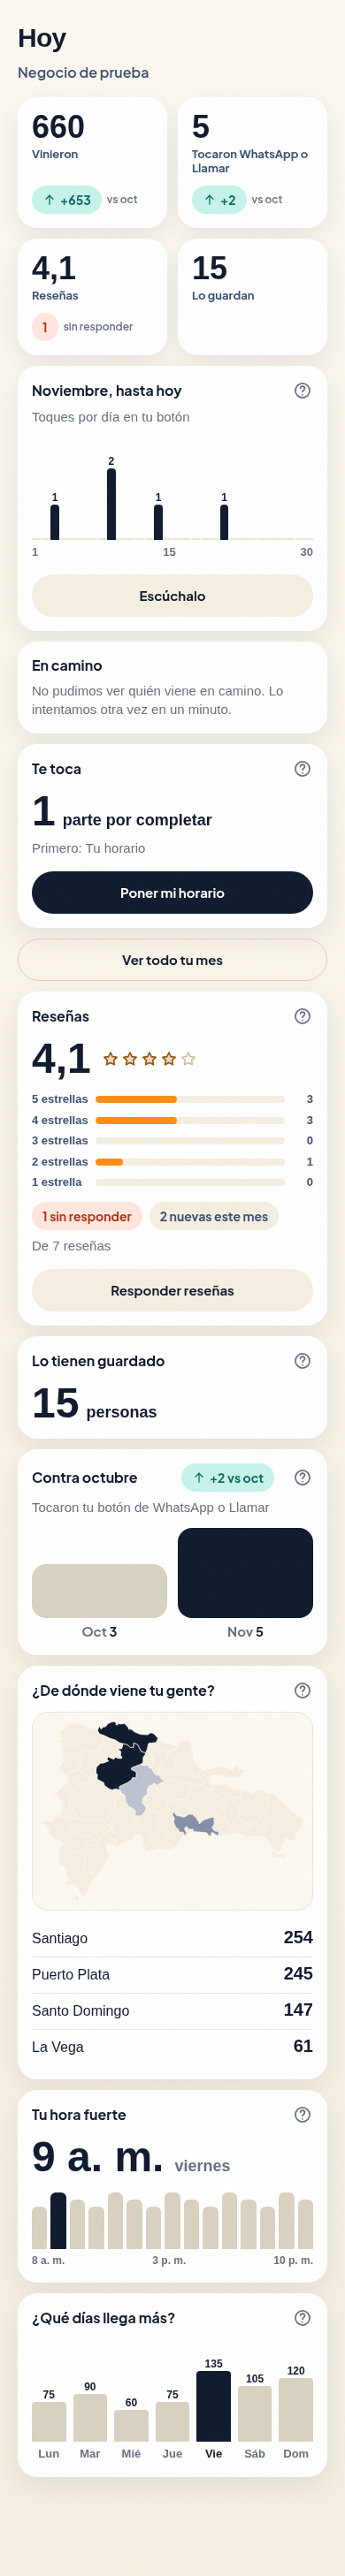 Hoy
Negocio de prueba
660
Vinieron
↑ +653 vs oct
5
Tocaron WhatsApp o
Llamar
↑ +2 vs oct
4,1
Reseñas
1 sin responder
15
Lo guardan
Noviembre, hasta hoy
Toques por día en tu botón
1 2 1 1
1 15 30
Escúchalo
En camino
No pudimos ver quién viene en camino. Lo
intentamos otra vez en un minuto.
Te toca
1 parte por completar
Primero: Tu horario
Poner mi horario
Ver todo tu mes
Reseñas
4,1
5 estrellas 3
4 estrellas 3
3 estrellas 0
2 estrellas 1
1 estrella 0
1 sin responder 2 nuevas este mes
De 7 reseñas
Responder reseñas
Lo tienen guardado
15 personas
Contra octubre ↑ +2 vs oct
Tocaron tu botón de WhatsApp o Llamar
Oct 3 Nov 5
¿De dónde viene tu gente?
Santiago 254
Puerto Plata 245
Santo Domingo 147
La Vega 61
Tu hora fuerte
9 a. m. viernes
8 a. m. 3 p. m. 10 p. m.
¿Qué días llega más?
75 90 60 75 135 105 120
Lun Mar Mié Jue Vie Sáb Dom